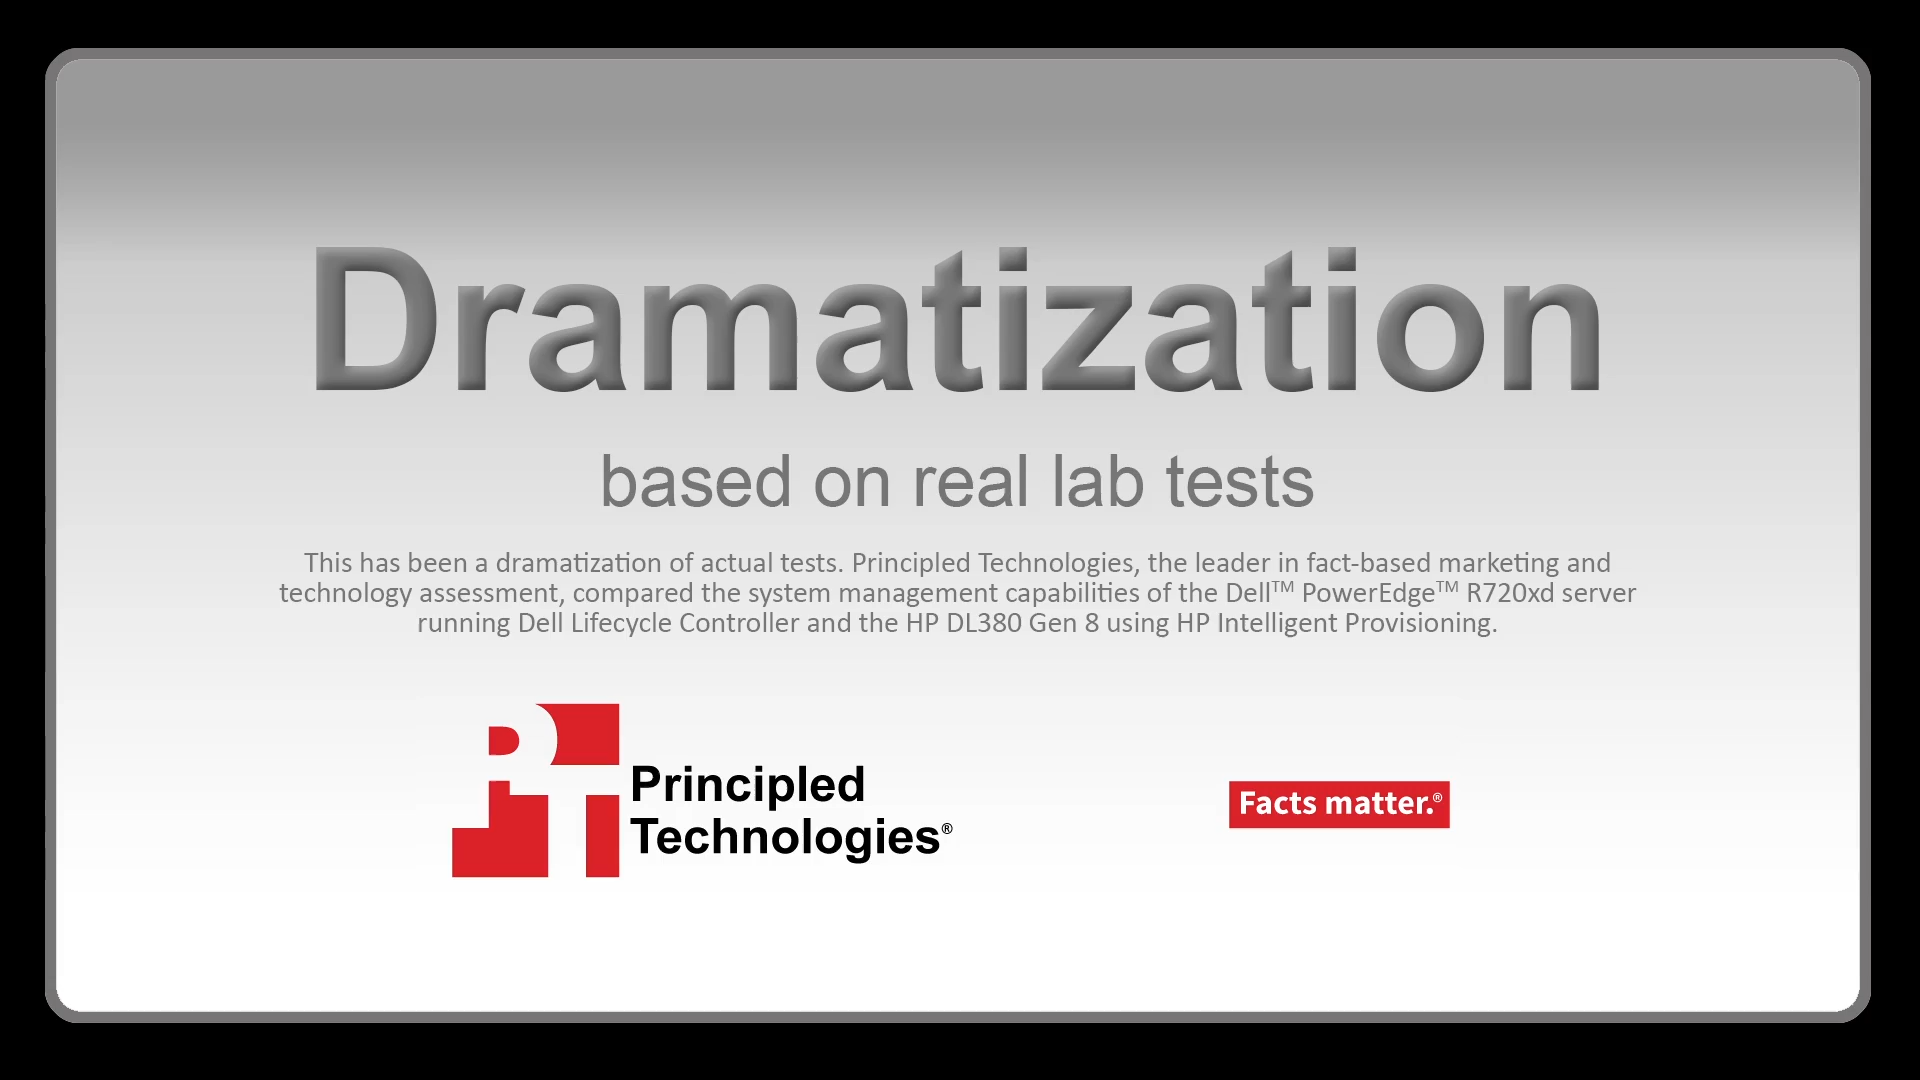 Dramatization
based on real lab tests
This has been a dramatization of actual tests. Principled Technologies, the leader in fact-based marketing and
technology assessment, compared the system management capabilities of the Dell™ PowerEdge™ R720xd server
running Dell Lifecycle Controller and the HP DL380 Gen 8 using HP Intelligent Provisioning.
PT
Principled
Technologies®
Facts matter.®